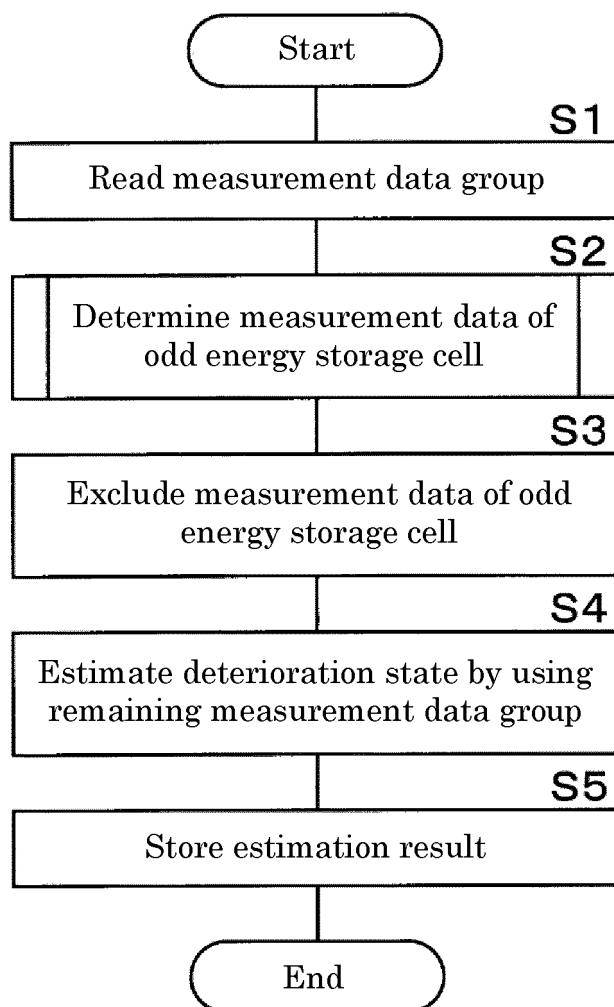 Start
S1
Read measurement data group
S2
Determine measurement data of
odd energy storage cell
S3
Exclude measurement data of odd
energy storage cell
S4
Estimate deterioration state by using
remaining measurement data group
S5
Store estimation result
End